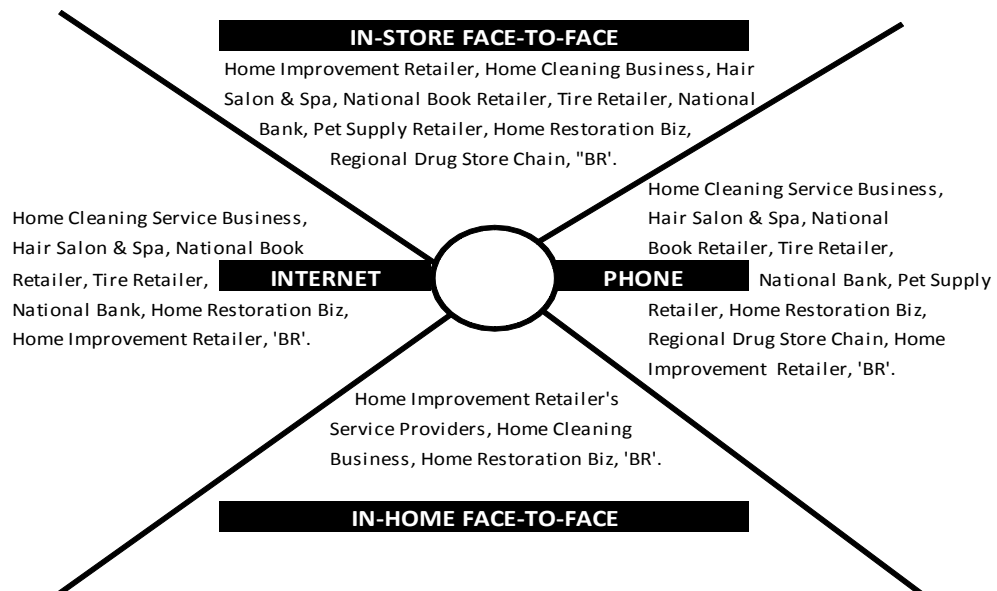 IN-STORE FACE-TO-FACE
Home Improvement Retailer, Home Cleaning Business, Hair
Salon & Spa, National Book Retailer, Tire Retailer, National
Bank, Pet Supply Retailer, Home Restoration Biz,
Regional Drug Store Chain, "BR'.
Home Cleaning Service Business,
Hair Salon & Spa, National Book
Retailer, Tire Retailer,
National Bank, Home Restoration Biz,
Home Improvement Retailer, 'BR'.
INTERNET
PHONE
Home Cleaning Service Business,
Hair Salon & Spa, National
Book Retailer, Tire Retailer,
National Bank, Pet Supply
Retailer, Home Restoration Biz,
Regional Drug Store Chain, Home
Improvement Retailer, 'BR'.
Home Improvement Retailer's
Service Providers, Home Cleaning
Business, Home Restoration Biz, 'BR'.
IN-HOME FACE-TO-FACE